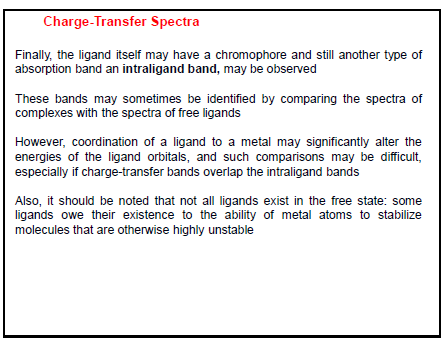 Charge-Transfer Spectra
Finally, the ligand itself may have a chromophore and still another type of
absorption band an intraligand band, may be observed
These bands may sometimes be identified by comparing the spectra of
complexes with the spectra of free ligands
However, coordination of a ligand to a metal may significantly alter the
energies of the ligand orbitals, and such comparisons may be difficult,
especially if charge-transfer bands overlap the intraligand bands
Also, it should be noted that not all ligands exist in the free state: some
ligands owe their existence to the ability of metal atoms to stabilize
molecules that are otherwise highly unstable